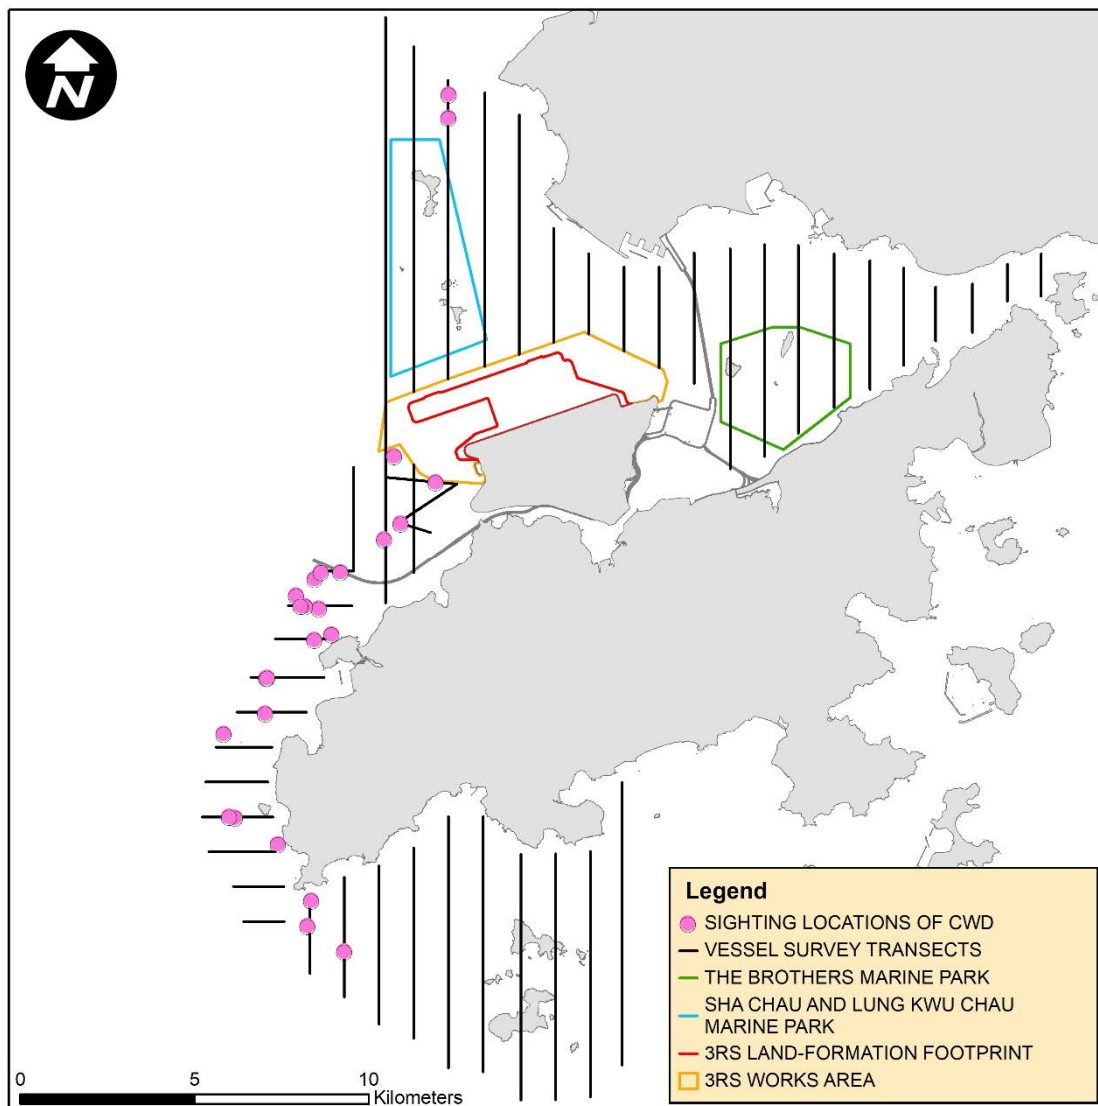 N
Legend
SIGHTING LOCATIONS OF CWD
VESSEL SURVEY TRANSECTS
THE BROTHERS MARINE PARK
SHA CHAU AND LUNG KWU CHAU
MARINE PARK
3RS LAND-FORMATION FOOTPRINT
3RS WORKS AREA
0 5 10
Kilometers